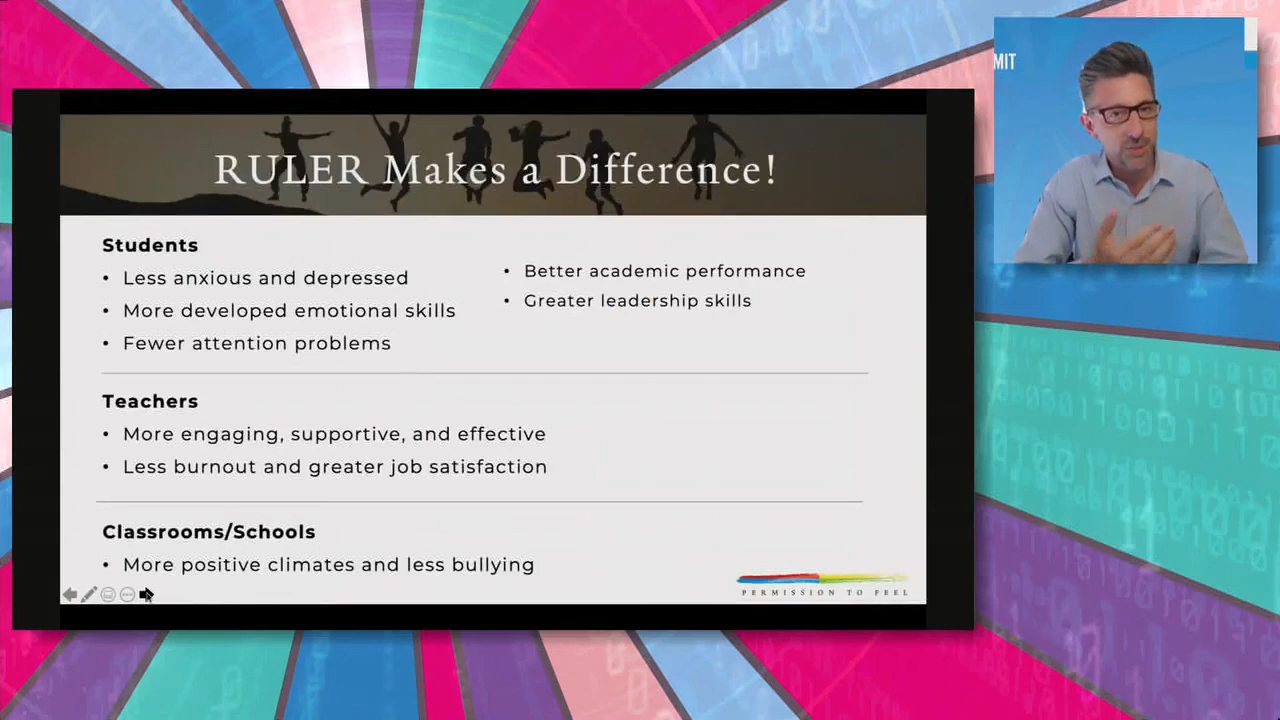 RULER Makes a Difference!
MIT
Students
• Less anxious and depressed
• More developed emotional skills
• Fewer attention problems
• Better academic performance
• Greater leadership skills
Teachers
• More engaging, supportive, and effective
• Less burnout and greater job satisfaction
Classrooms/Schools
• More positive climates and less bullying
PERMISSION TO FEEL